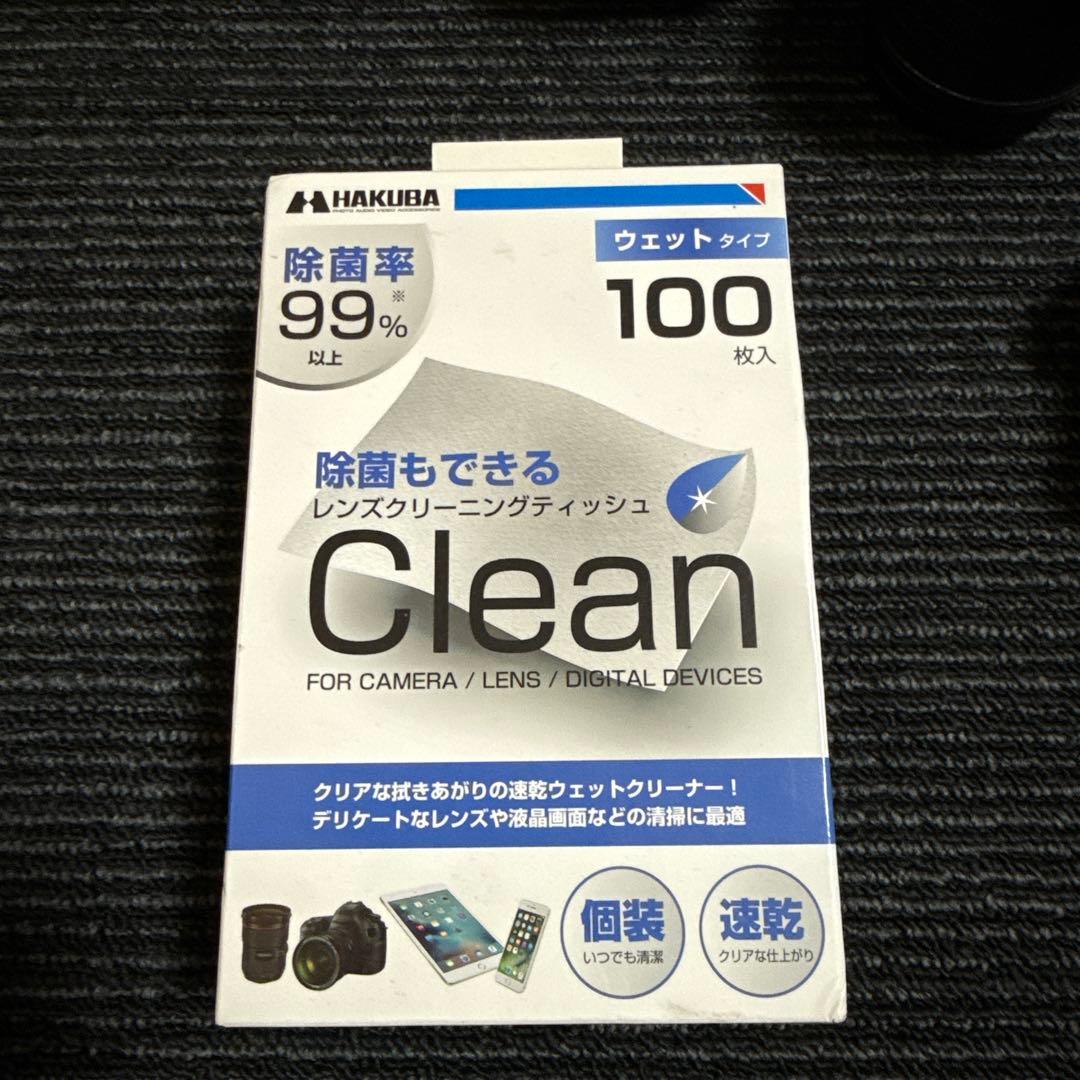 HAKUBA
PHOTO AUDIO VIDEO ACCESSORIES
除菌率
99%※
以上
ウェットタイプ
100
枚入
除菌もできる
レンズクリーニングティッシュ
Clean
FOR CAMERA / LENS / DIGITAL DEVICES
クリアな拭きあがりの速乾ウェットクリーナー！
デリケートなレンズや液晶画面などの清掃に最適
個装
いつでも清潔
速乾
クリアな仕上がり